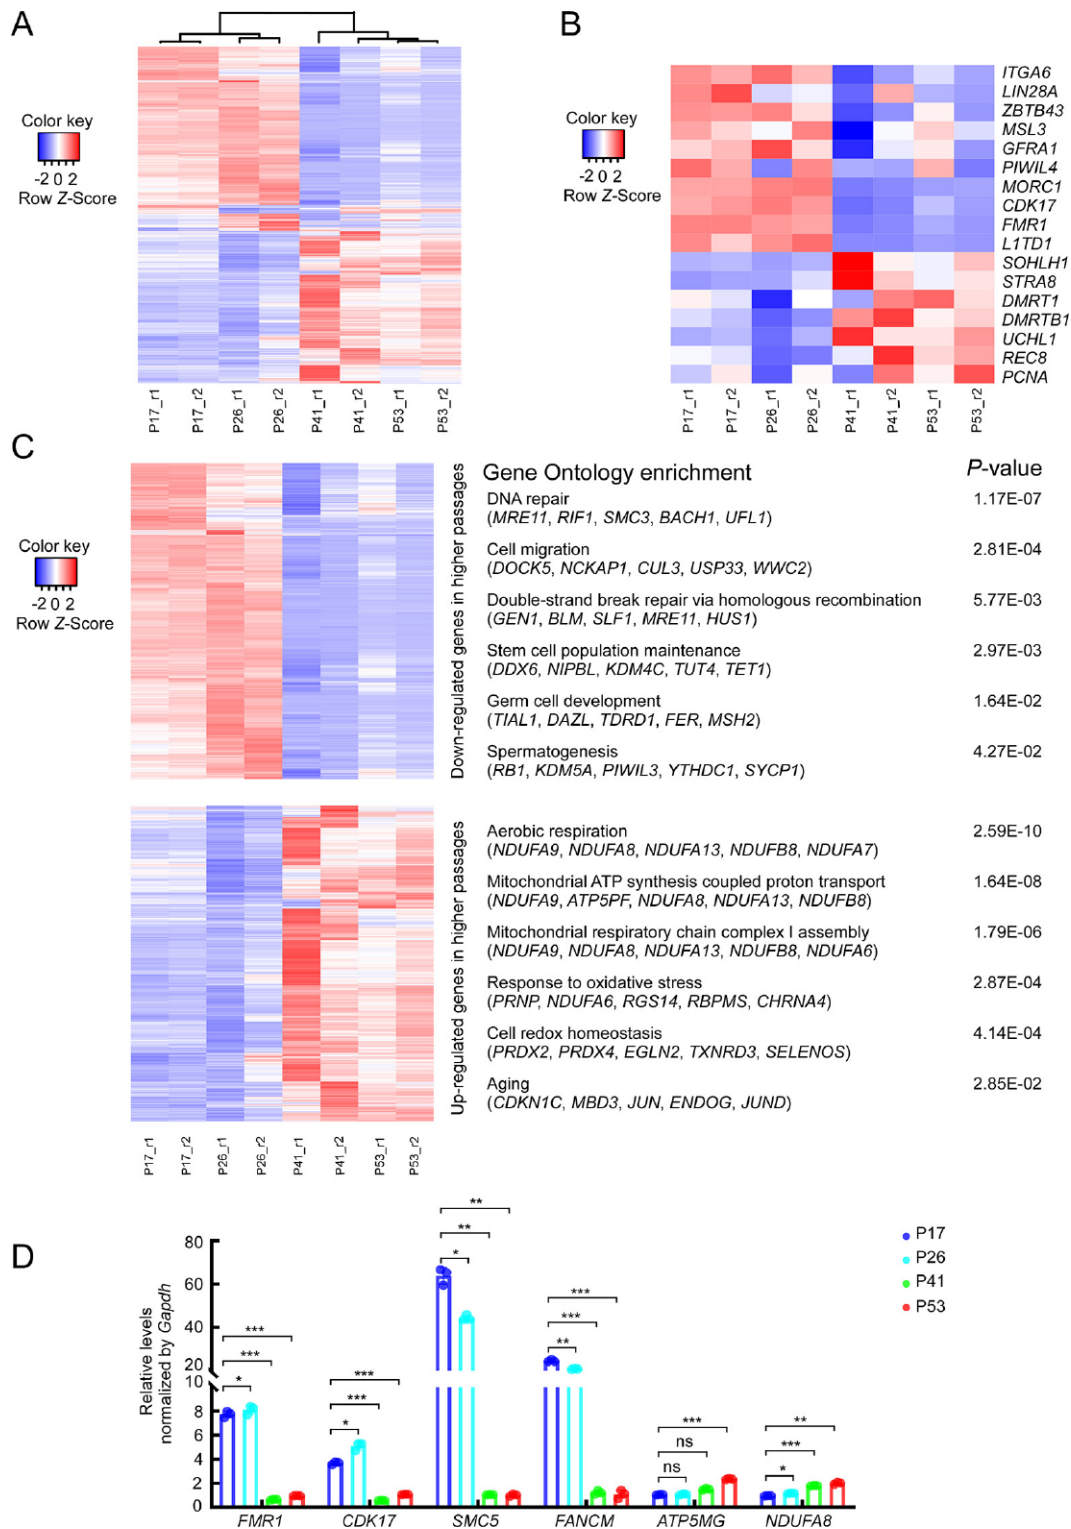 A
Color key
-2 0 2
Row Z-Score
P17_r1
P17_r2
P26_r1
P26_r2
P41_r1
P41_r2
P53_r1
P53_r2
B
Color key
-2 0 2
Row Z-Score
ITGA6
LIN28A
ZBTB43
MSL3
GFRA1
PIWIL4
MORC1
CDK17
FMR1
L1TD1
SOHLH1
STRA8
DMRT1
DMRTB1
UCHL1
REC8
PCNA
P17_r1
P17_r2
P26_r1
P26_r2
P41_r1
P41_r2
P53_r1
P53_r2
C
Color key
-2 0 2
Row Z-Score
Down-regulated genes in higher passages
Gene Ontology enrichment P-value
DNA repair 1.17E-07
(MRE11, RIF1, SMC3, BACH1, UFL1)
Cell migration 2.81E-04
(DOCK5, NCKAP1, CUL3, USP33, WWC2)
Double-strand break repair via homologous recombination 5.77E-03
(GEN1, BLM, SLF1, MRE11, HUS1)
Stem cell population maintenance 2.97E-03
(DDX6, NIPBL, KDM4C, TUT4, TET1)
Germ cell development 1.64E-02
(TIAL1, DAZL, TDRD1, FER, MSH2)
Spermatogenesis 4.27E-02
(RB1, KDM5A, PIWIL3, YTHDC1, SYCP1)
Up-regulated genes in higher passages
Aerobic respiration 2.59E-10
(NDUFA9, NDUFA8, NDUFA13, NDUFB8, NDUFA7)
Mitochondrial ATP synthesis coupled proton transport 1.64E-08
(NDUFA9, ATP5PF, NDUFA8, NDUFA13, NDUFB8)
Mitochondrial respiratory chain complex I assembly 1.79E-06
(NDUFA9, NDUFA8, NDUFA13, NDUFB8, NDUFA6)
Response to oxidative stress 2.87E-04
(PRNP, NDUFA6, RGS14, RBPMS, CHRNA4)
Cell redox homeostasis 4.14E-04
(PRDX2, PRDX4, EGLN2, TXNRD3, SELENOS)
Aging 2.85E-02
(CDKN1C, MBD3, JUN, ENDOG, JUND)
P17_r1
P17_r2
P26_r1
P26_r2
P41_r1
P41_r2
P53_r1
P53_r2
D
Relative levels
normalized by Gapdh
80
60
40
20
10
8
6
4
2
0
***
***
*
***
***
*
**
**
*
***
***
**
***
ns
ns
**
***
*
P17
P26
P41
P53
FMR1 CDK17 SMC5 FANCM ATP5MG NDUFA8